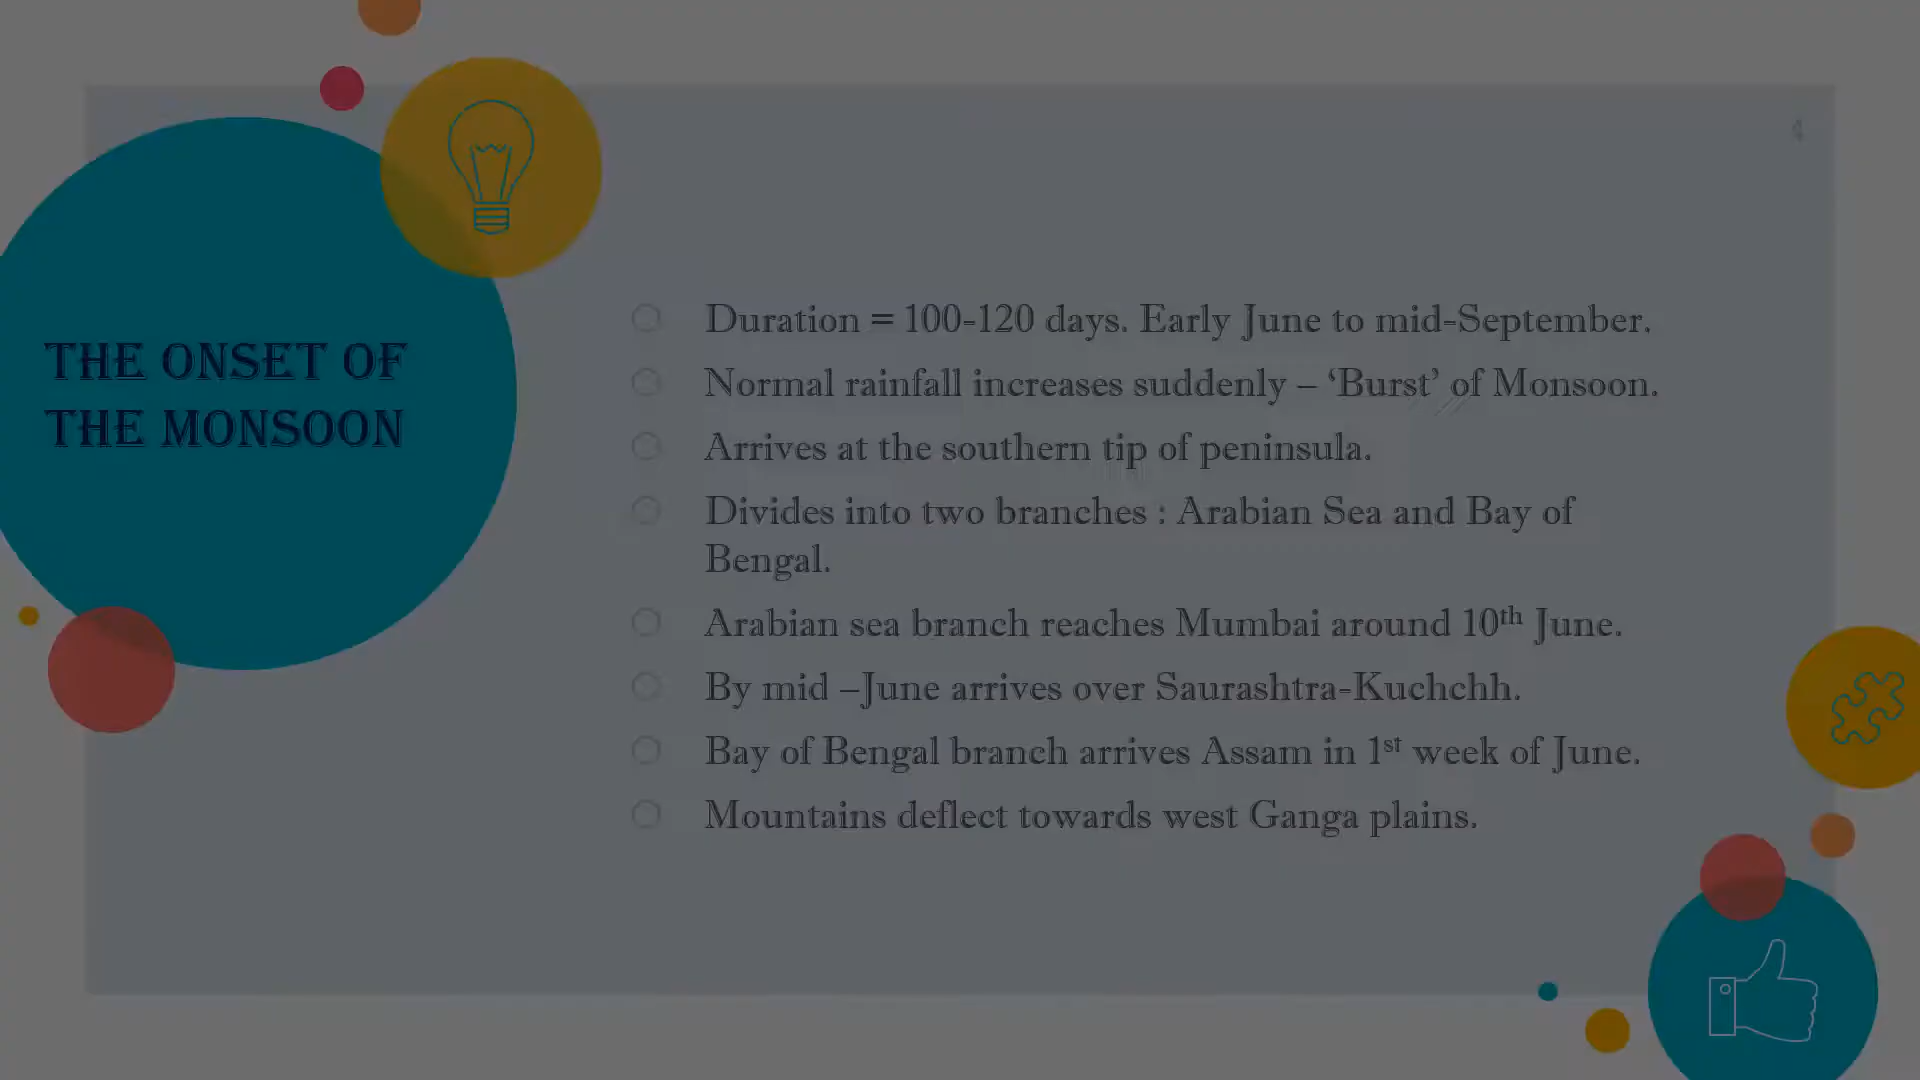 4
THE ONSET OF
THE MONSOON
Duration = 100-120 days. Early June to mid-September.
Normal rainfall increases suddenly – ‘Burst’ of Monsoon.
Arrives at the southern tip of peninsula.
Divides into two branches : Arabian Sea and Bay of
Bengal.
Arabian sea branch reaches Mumbai around 10th June.
By mid –June arrives over Saurashtra-Kuchchh.
Bay of Bengal branch arrives Assam in 1st week of June.
Mountains deflect towards west Ganga plains.